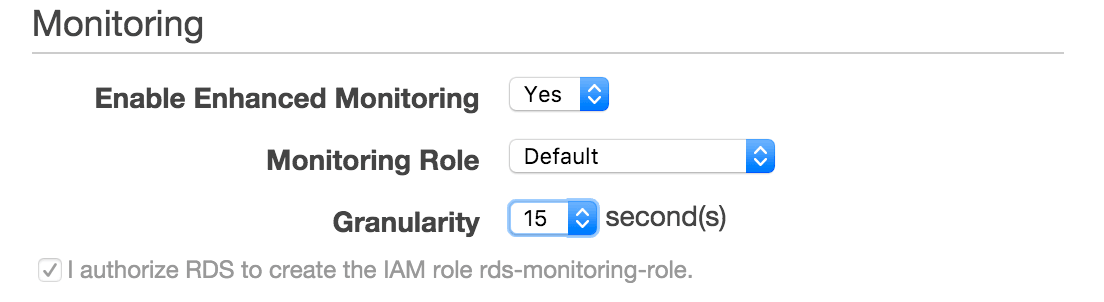 Monitoring
Enable Enhanced Monitoring Yes
Monitoring Role Default
Granularity 15 second(s)
I authorize RDS to create the IAM role rds-monitoring-role.